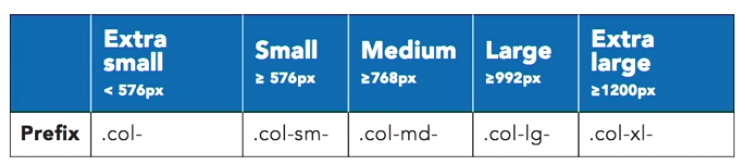 Extra small < 576px
Small ≥ 576px
Medium ≥768px
Large ≥992px
Extra large ≥1200px
Prefix .col- .col-sm- .col-md- .col-lg- .col-xl-